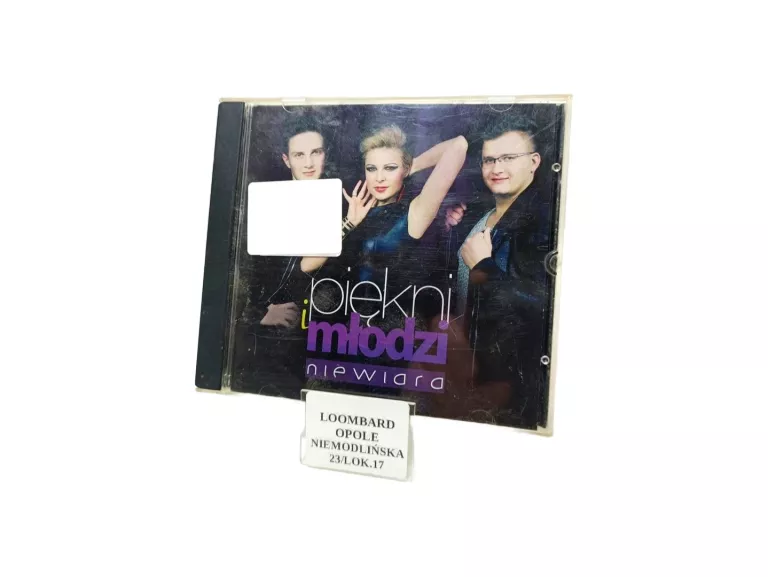 piękni
i młodzi
niewiara
LOOMBARD
OPOLE
NIEMODLIŃSKA
23/LOK.17